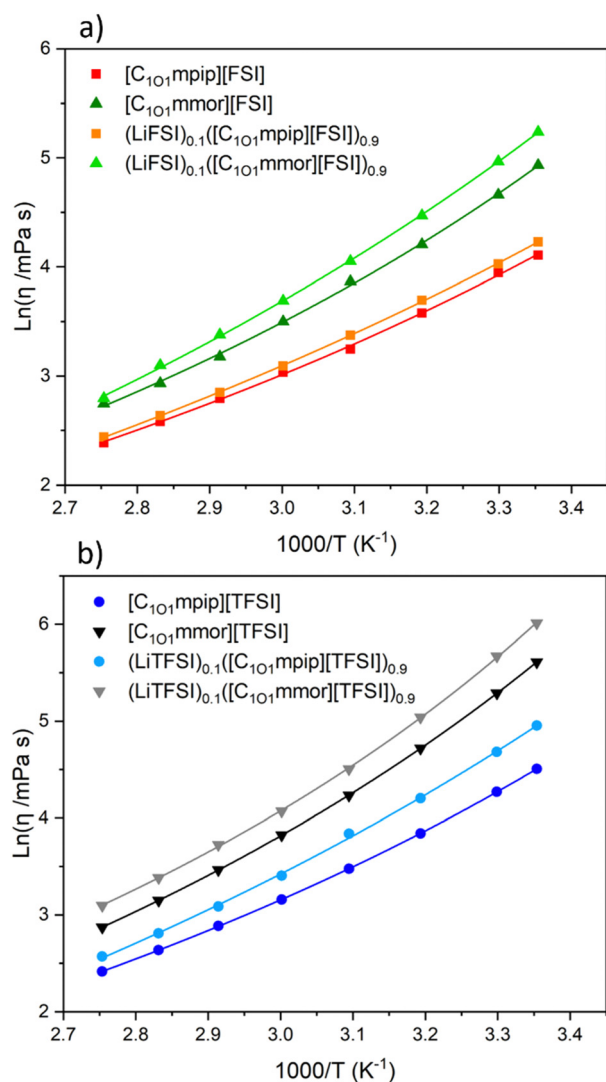 a)
6
[C₁O₁mpip][FSI]
[C₁O₁mmor][FSI]
(LiFSI)₀.₁([C₁O₁mpip][FSI])₀.₉
(LiFSI)₀.₁([C₁O₁mmor][FSI])₀.₉
5
4
3
2
Ln(η /mPa s)
2.7 2.8 2.9 3.0 3.1 3.2 3.3 3.4
1000/T (K⁻¹)
b)
[C₁O₁mpip][TFSI]
[C₁O₁mmor][TFSI]
(LiTFSI)₀.₁([C₁O₁mpip][TFSI])₀.₉
(LiTFSI)₀.₁([C₁O₁mmor][TFSI])₀.₉
6
5
4
3
2
Ln(η /mPa s)
2.7 2.8 2.9 3.0 3.1 3.2 3.3 3.4
1000/T (K⁻¹)